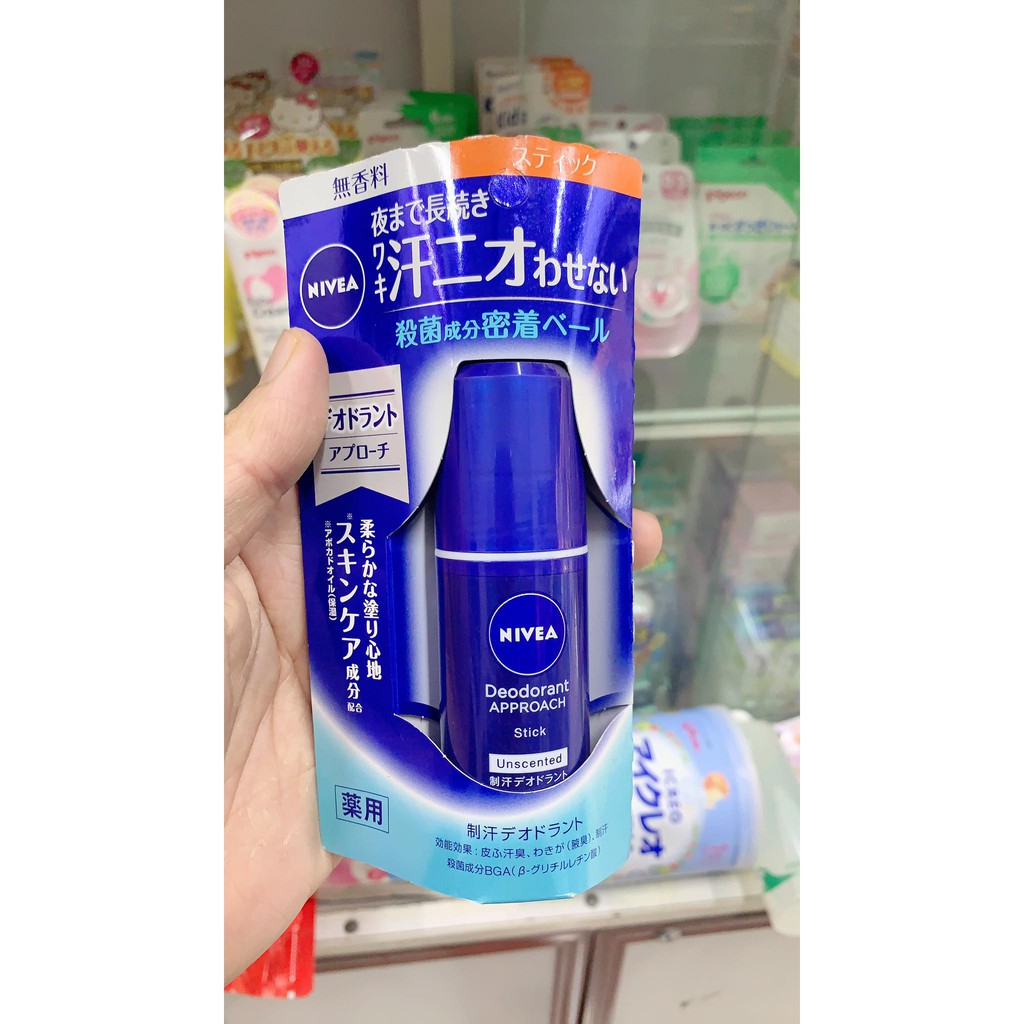 無香料
スティック
夜まで長続き
ワキ汗ニオわせない
NIVEA
殺菌成分密着ベール
デオドラント
アプローチ
柔らかな塗り心地
※スキンケア成分配合
※アボカドオイル(保湿)
NIVEA
Deodorant
APPROACH
Stick
Unscented
制汗デオドラント
薬用
制汗デオドラント
効能効果:皮ふ汗臭、わきが(腋臭)、制汗
殺菌成分BGA(β-グリチルレチン酸)
アイクレオ
ICREO